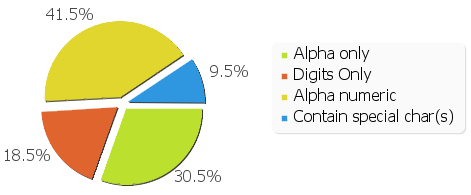 41.5%
9.5%
18.5%
30.5%
Alpha only
Digits Only
Alpha numeric
Contain special char(s)